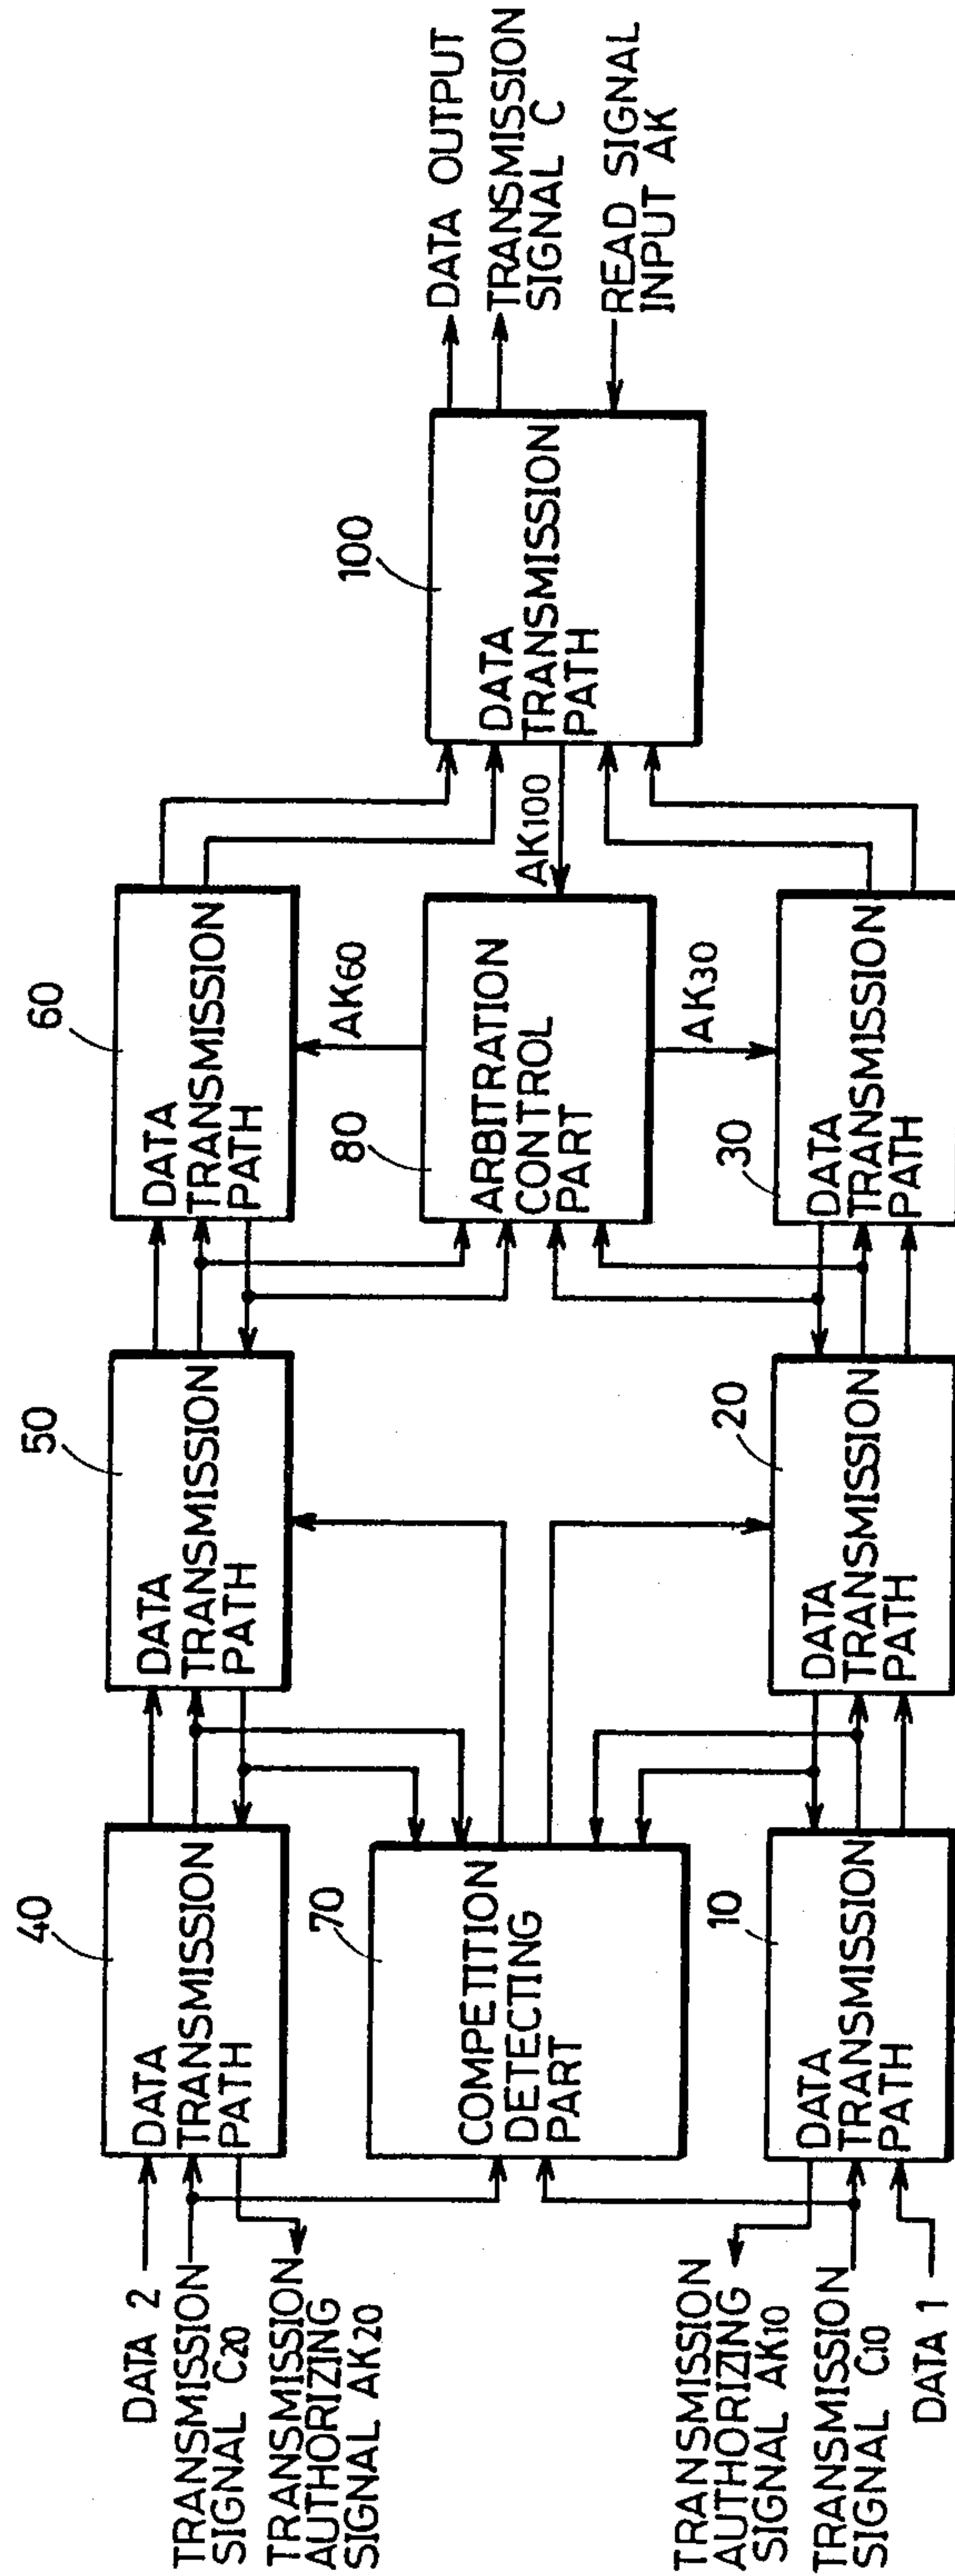 DATA 2
TRANSMISSION
SIGNAL C20
TRANSMISSION
AUTHORIZING
SIGNAL AK20
40
DATA
TRANSMISSION
PATH
50
DATA
TRANSMISSION
PATH
60
DATA
TRANSMISSION
PATH
70
COMPETITION
DETECTING
PART
80
ARBITRATION
CONTROL
PART
AK60
AK30
AK100
100
DATA
TRANSMISSION
PATH
DATA OUTPUT
TRANSMISSION
SIGNAL C
READ SIGNAL
INPUT AK
TRANSMISSION
AUTHORIZING
SIGNAL AK10
TRANSMISSION
SIGNAL C10
DATA 1
10
DATA
TRANSMISSION
PATH
20
DATA
TRANSMISSION
PATH
30
DATA
TRANSMISSION
PATH